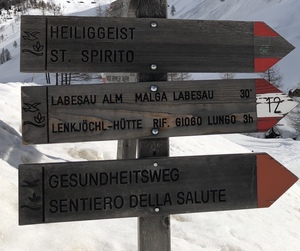 HEILIGGEIST
ST. SPIRITO
LABESAU ALM MALGA LABESAU 30'
LENKJÖCHL-HÜTTE RIF. GIOGO LUNGO 3h
12
GESUNDHEITSWEG
SENTIERO DELLA SALUTE